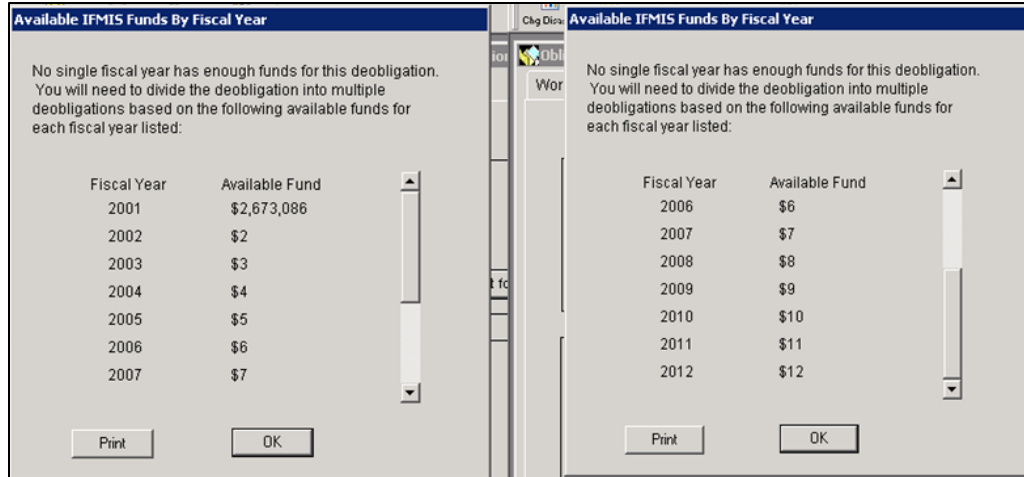 Available IFMIS Funds By Fiscal Year
No single fiscal year has enough funds for this deobligation.
You will need to divide the deobligation into multiple
deobligations based on the following available funds for
each fiscal year listed:
Fiscal Year Available Fund
2001 $2,673,086
2002 $2
2003 $3
2004 $4
2005 $5
2006 $6
2007 $7
Print OK
Chg Disa
Obl
Wor
t fo
Available IFMIS Funds By Fiscal Year
No single fiscal year has enough funds for this deobligation.
You will need to divide the deobligation into multiple
deobligations based on the following available funds for
each fiscal year listed:
Fiscal Year Available Fund
2006 $6
2007 $7
2008 $8
2009 $9
2010 $10
2011 $11
2012 $12
Print OK